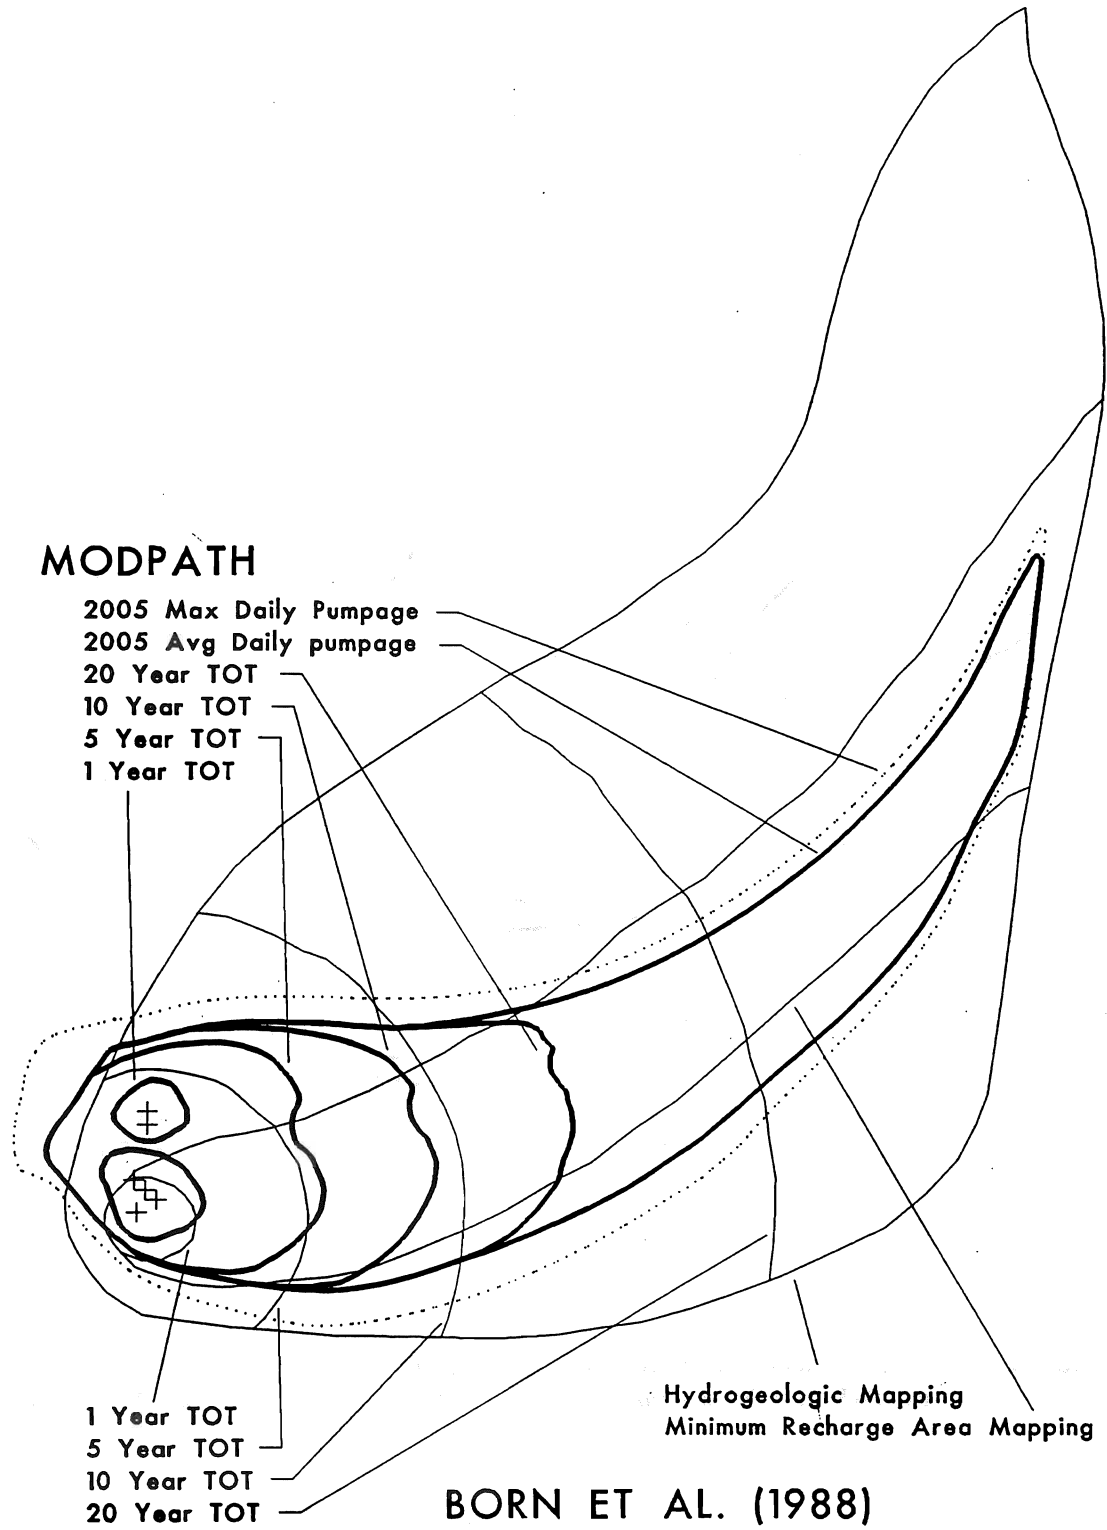 MODPATH
2005 Max Daily Pumpage
2005 Avg Daily pumpage
20 Year TOT
10 Year TOT
5 Year TOT
1 Year TOT
Hydrogeologic Mapping
Minimum Recharge Area Mapping
1 Year TOT
5 Year TOT
10 Year TOT
20 Year TOT
BORN ET AL. (1988)